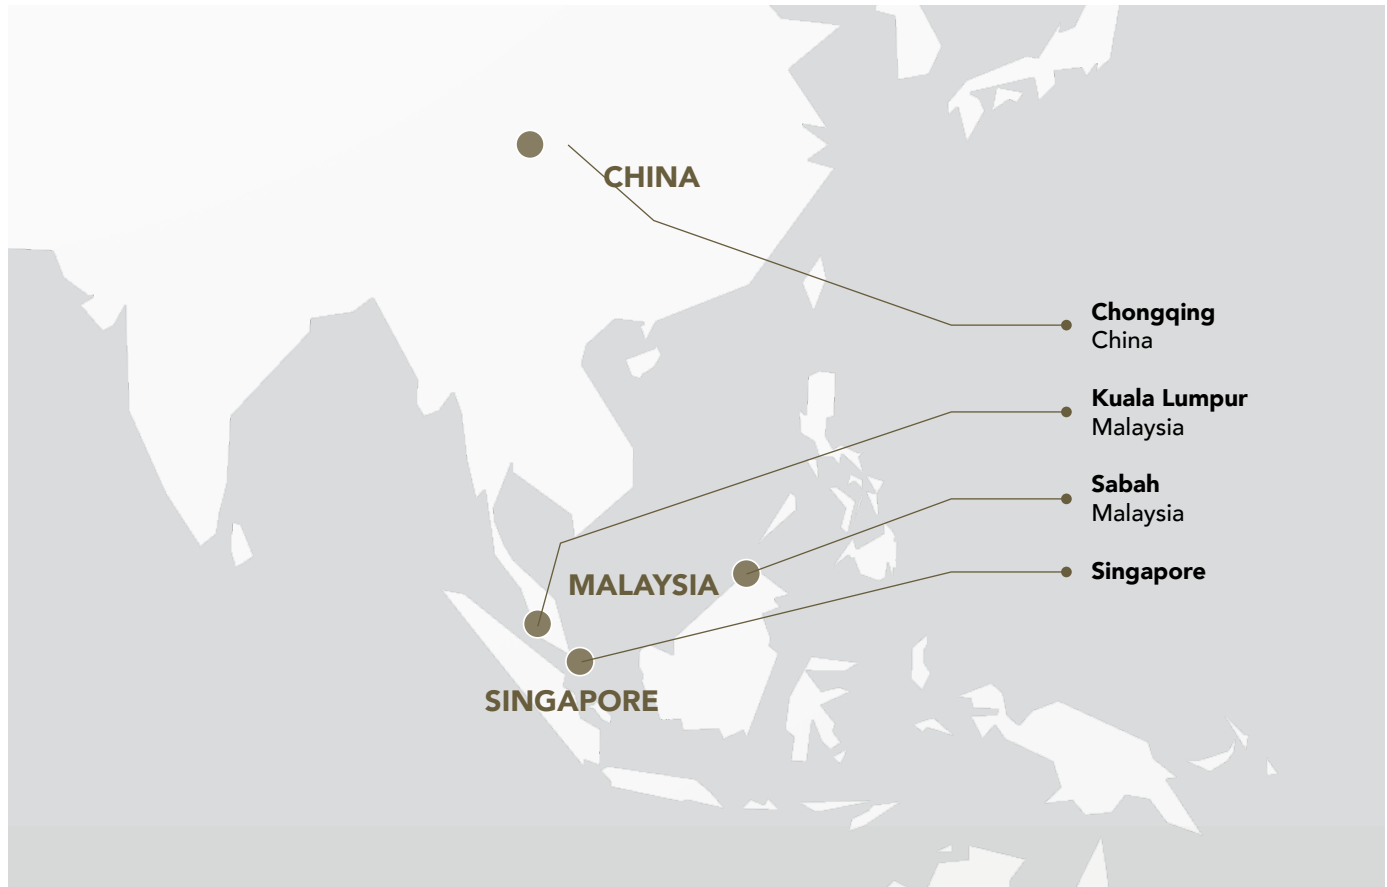 CHINA
Chongqing
China
Kuala Lumpur
Malaysia
Sabah
Malaysia
MALAYSIA
Singapore
SINGAPORE